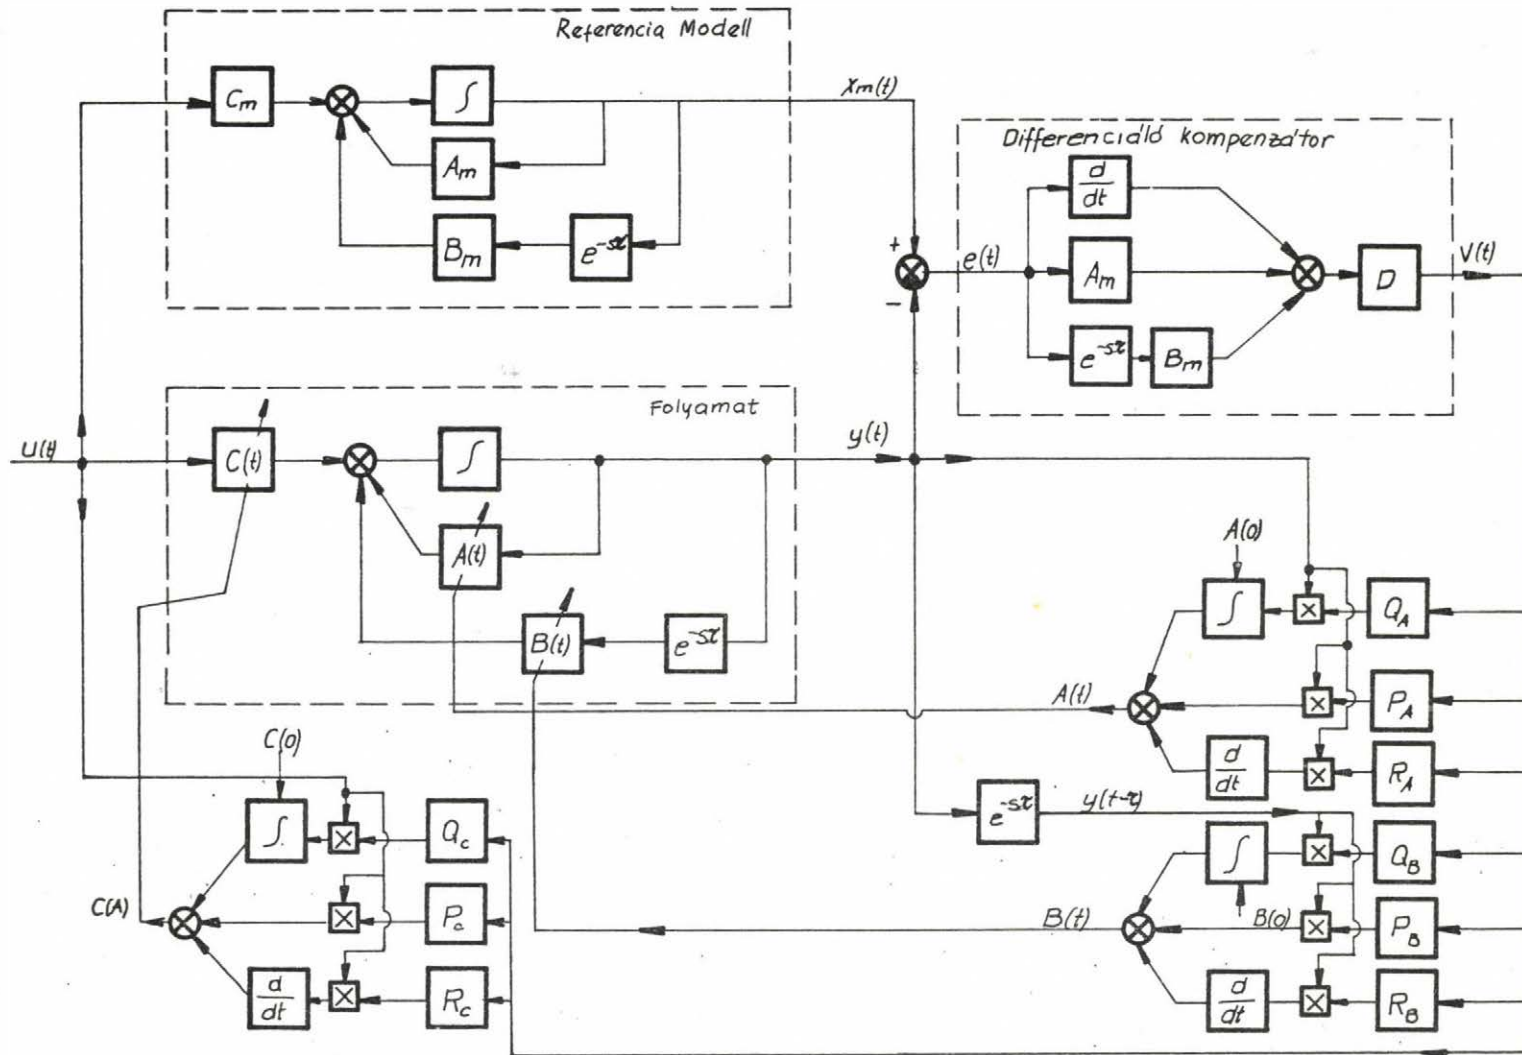 Referencia Modell
Cm
∫
Xm(t)
Am
Bm
e^-sτ
Differenciáló kompenzátor
d/dt
+
e(t)
Am
D
V(t)
−
e^-sτ
Bm
Folyamat
U(t)
C(t)
∫
y(t)
A(t)
B(t)
e^-sτ
A(0)
∫
×
QA
A(t)
×
PA
d/dt
×
RA
C(0)
∫
×
Qc
C(A)
×
Pc
d/dt
×
Rc
e^-sτ
y(t-τ)
∫
×
QB
B(t)
B(0)
×
PB
d/dt
×
RB